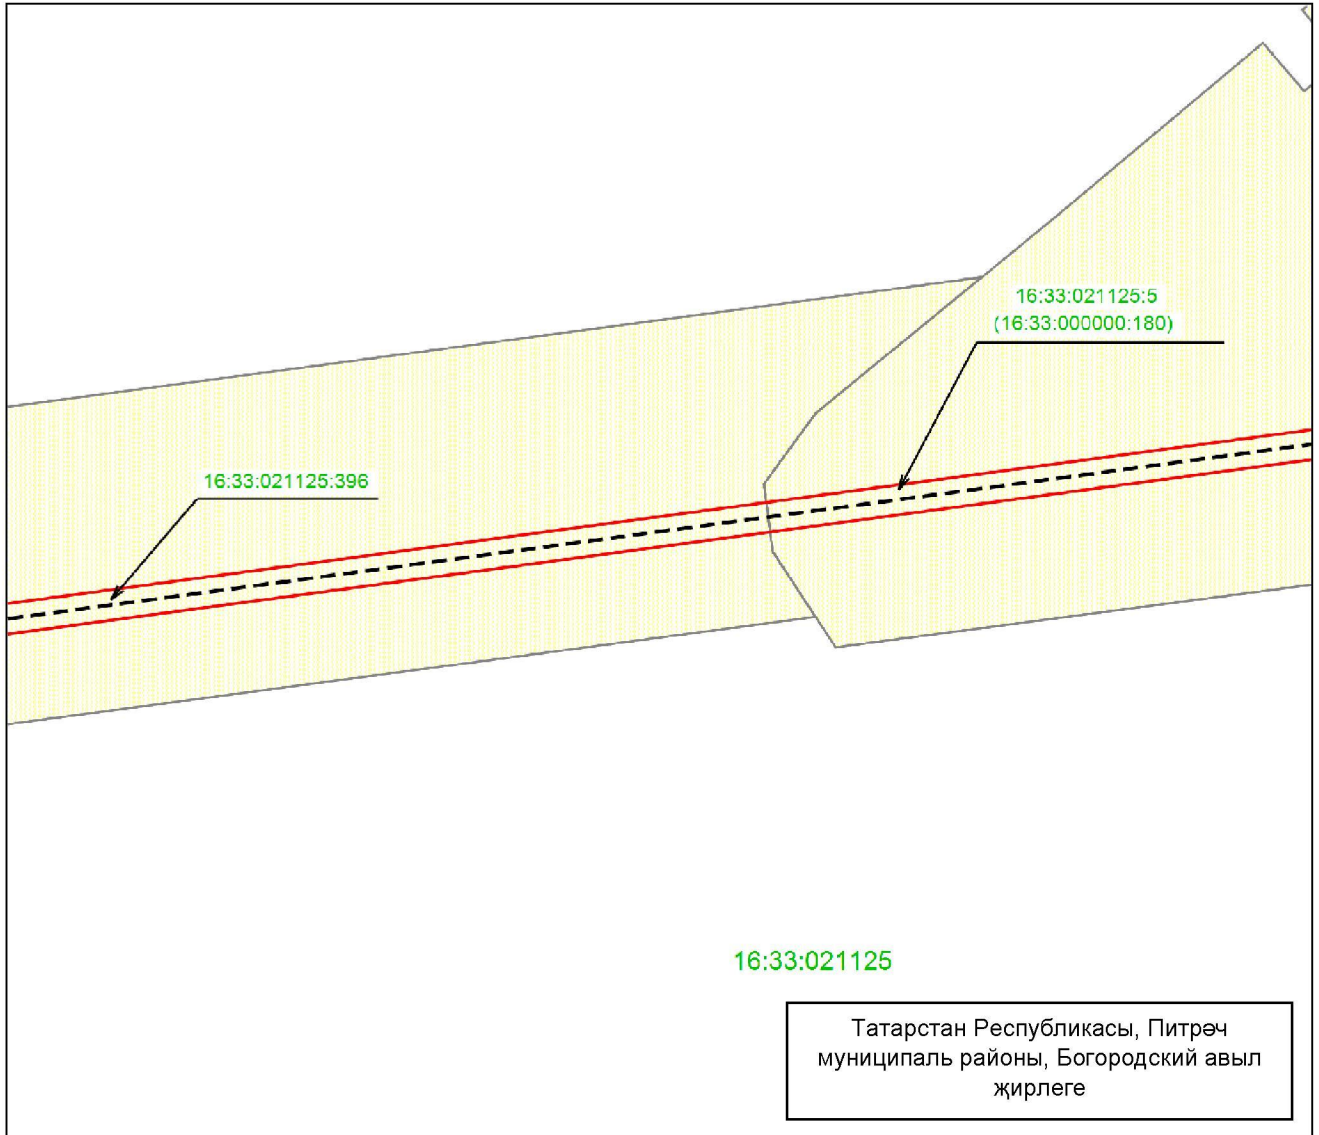 16:33:021125:5
(16:33:000000:180)
16:33:021125:396
16:33:021125
Татарстан Республикасы, Питрәч
муниципаль районы, Богородский авыл
җирлеге